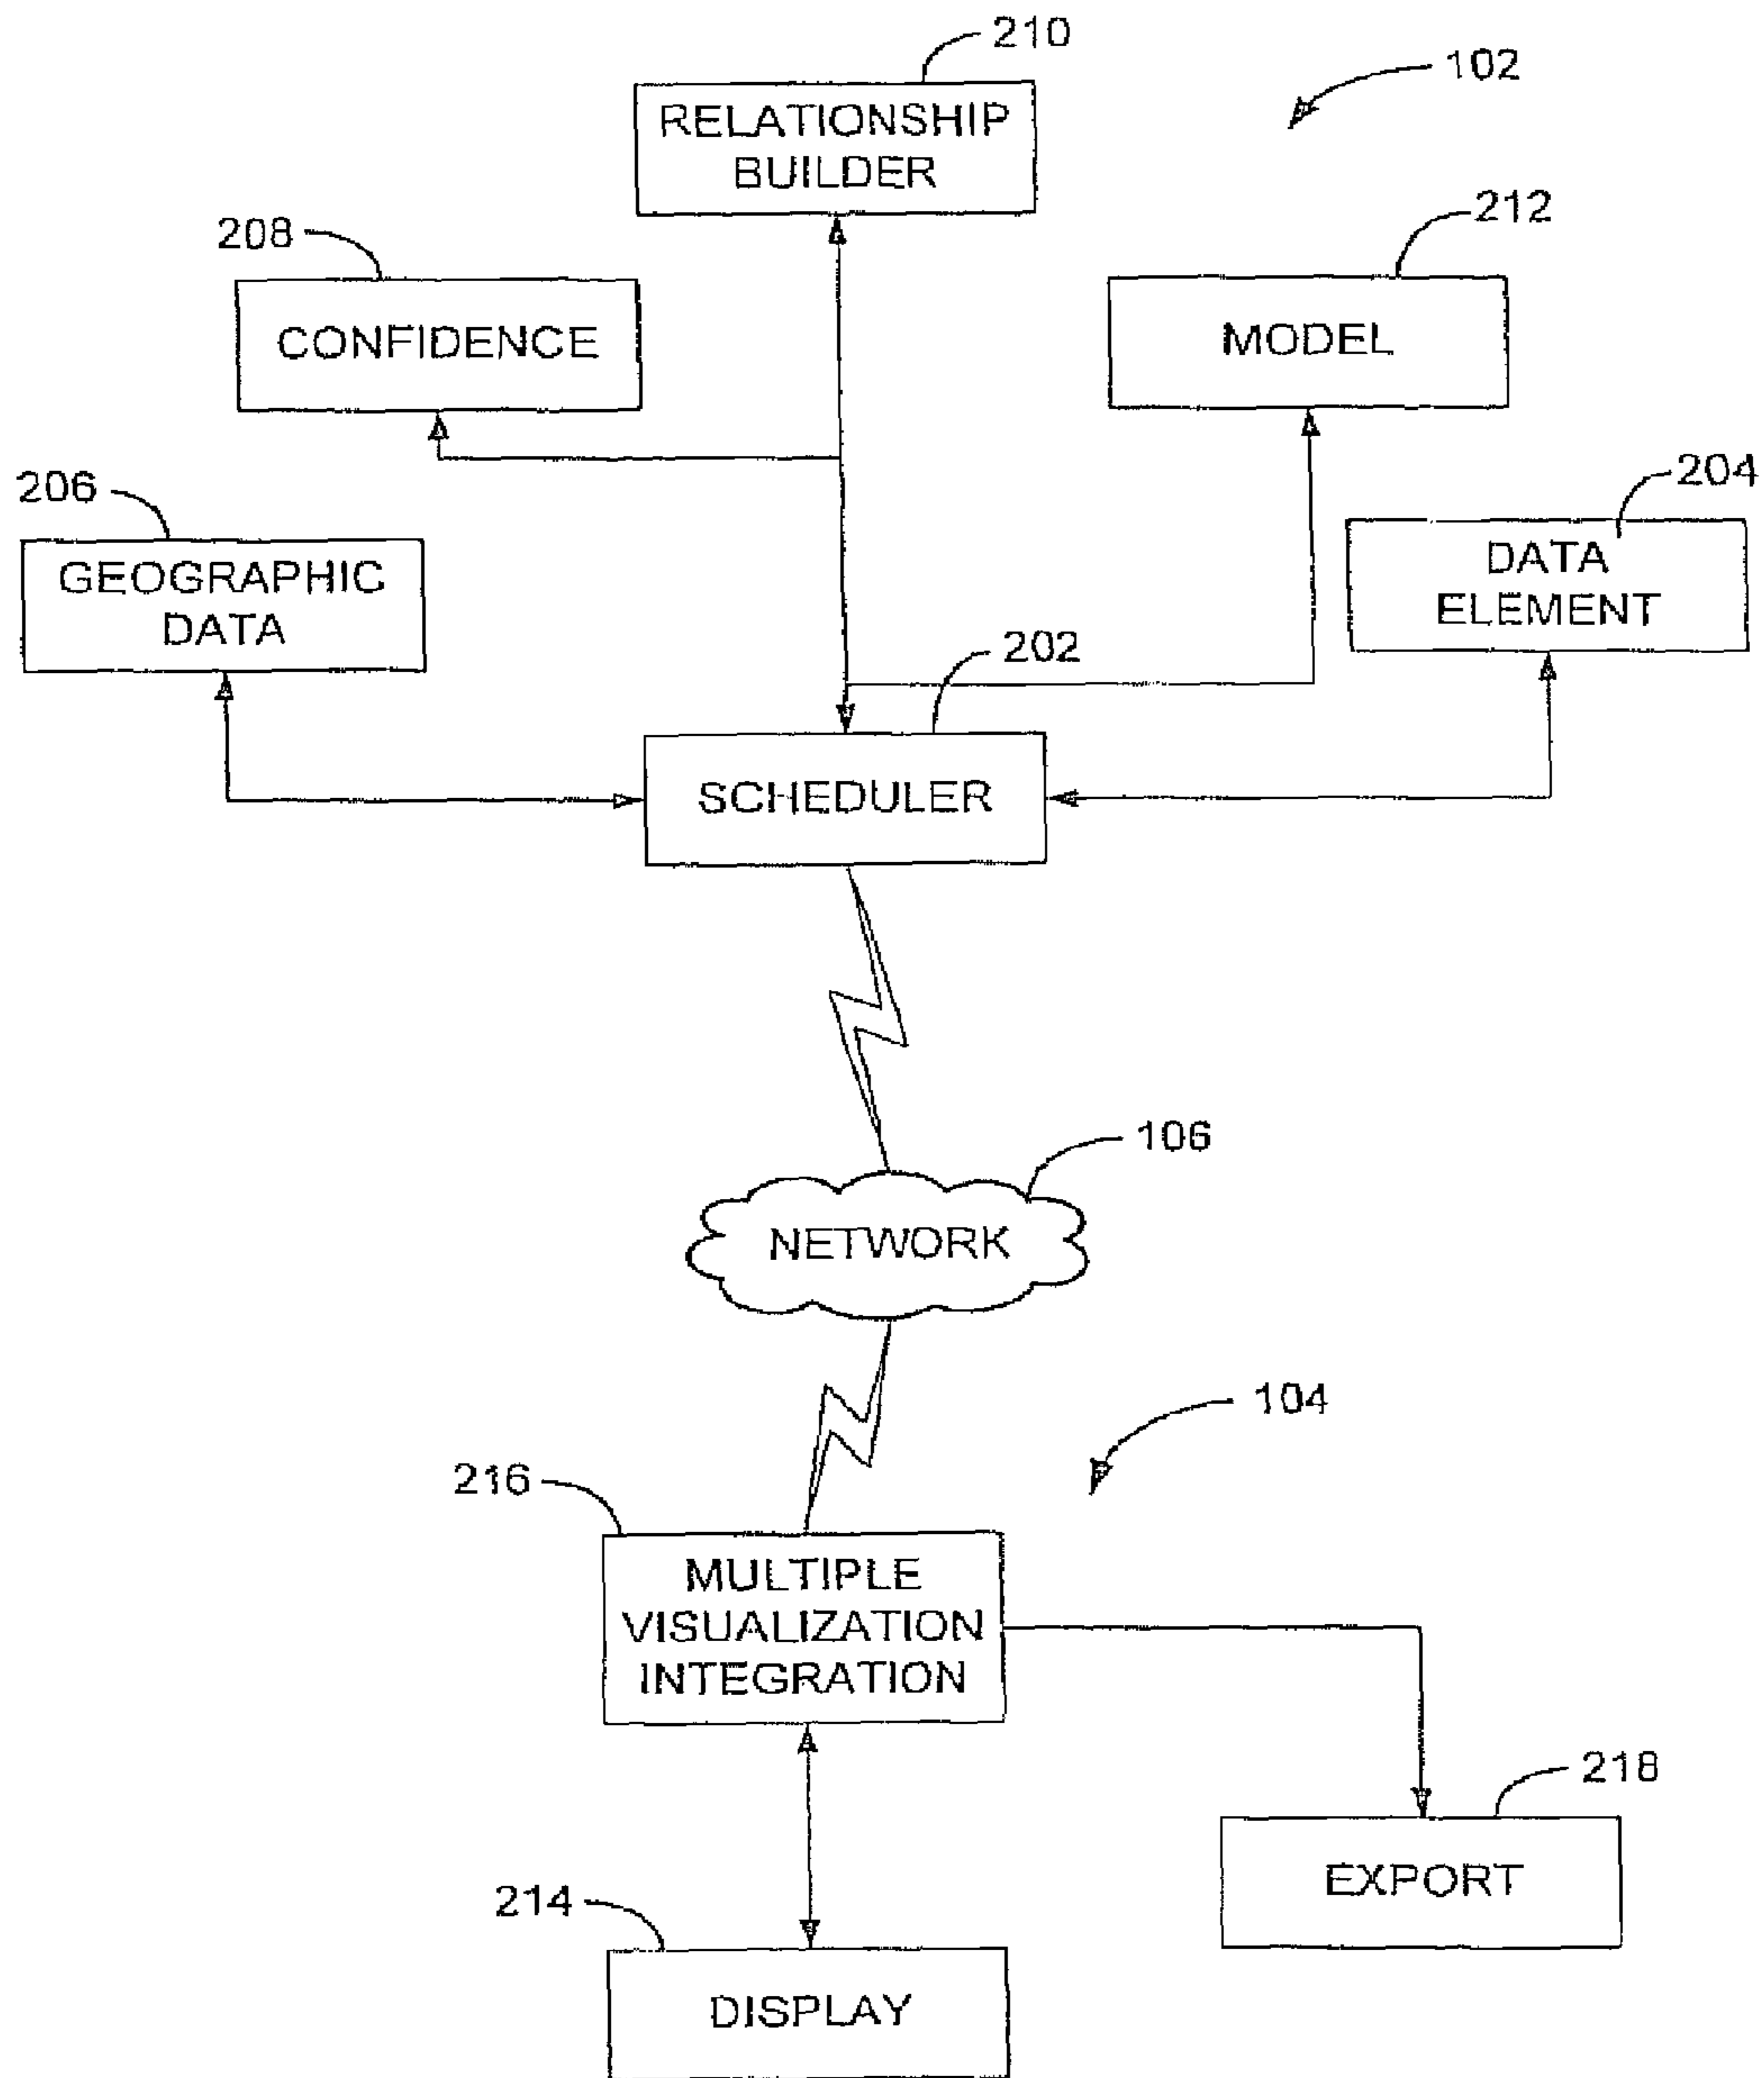 210
102
RELATIONSHIP
BUILDER
208
212
CONFIDENCE
MODEL
206
204
GEOGRAPHIC
DATA
DATA
ELEMENT
202
SCHEDULER
106
NETWORK
104
216
MULTIPLE
VISUALIZATION
INTEGRATION
218
EXPORT
214
DISPLAY